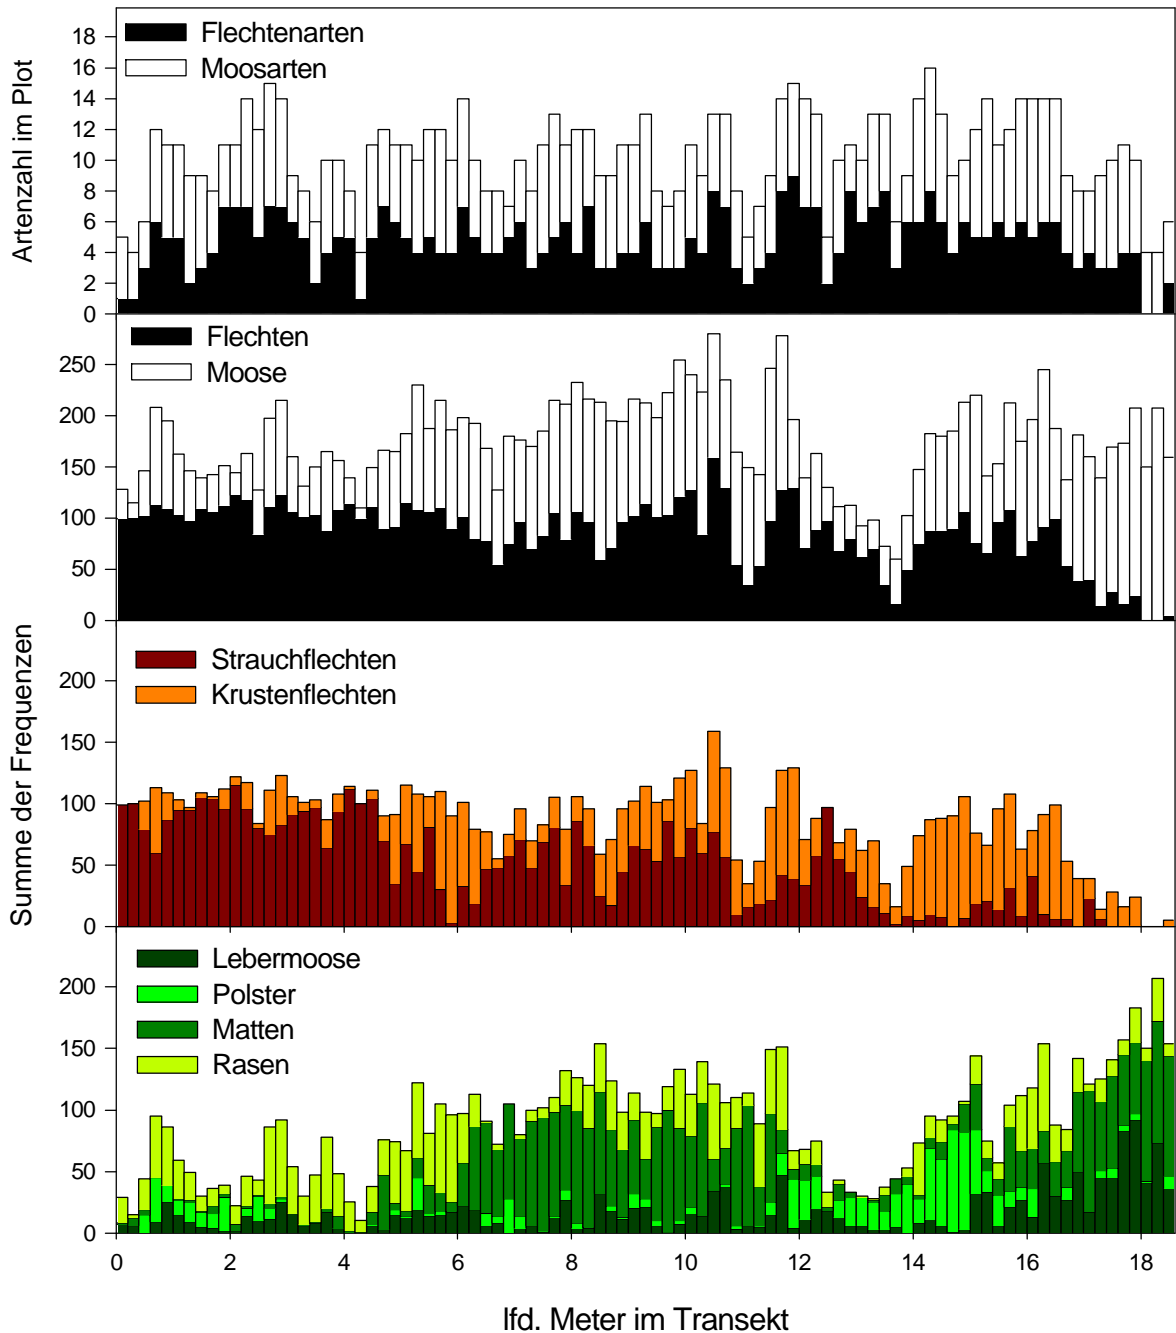 Artenzahl im Plot
18
16
14
12
10
8
6
4
2
0
Flechtenarten
Moosarten
250
200
150
100
50
0
Flechten
Moose
Summe der Frequenzen
200
150
100
50
0
Strauchflechten
Krustenflechten
200
150
100
50
0
Lebermoose
Polster
Matten
Rasen
0 2 4 6 8 10 12 14 16 18
lfd. Meter im Transekt